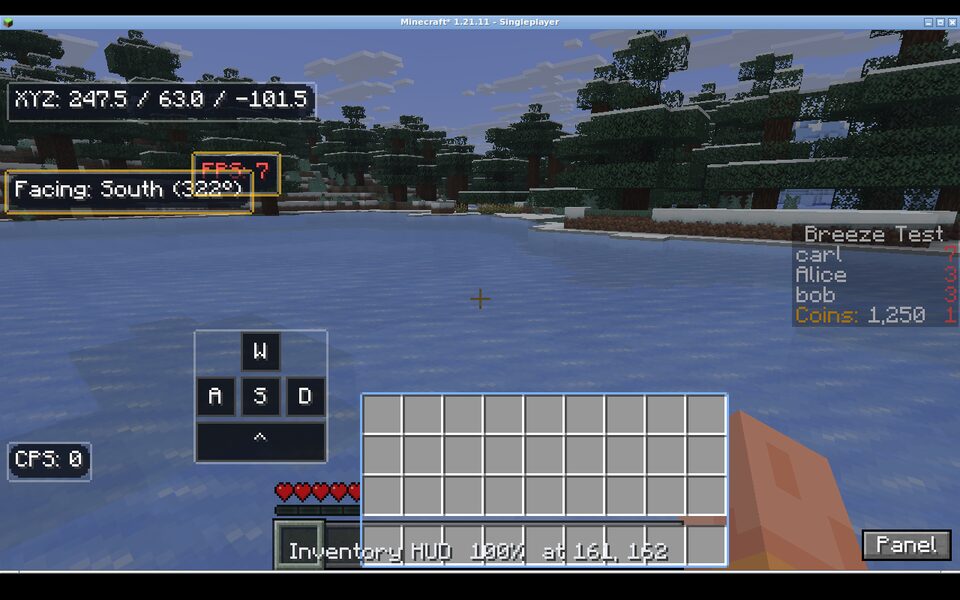 Minecraft* 1.21.11 - Singleplayer
XYZ: 247.5 / 63.0 / -101.5
FPS: 7
Facing: South (322°)
Breeze Test
carl 7
Alice 3
bob 3
Coins: 1,250 1
W
A S D
^
CPS: 0
Inventory HUD 100% at 161, 162
Panel